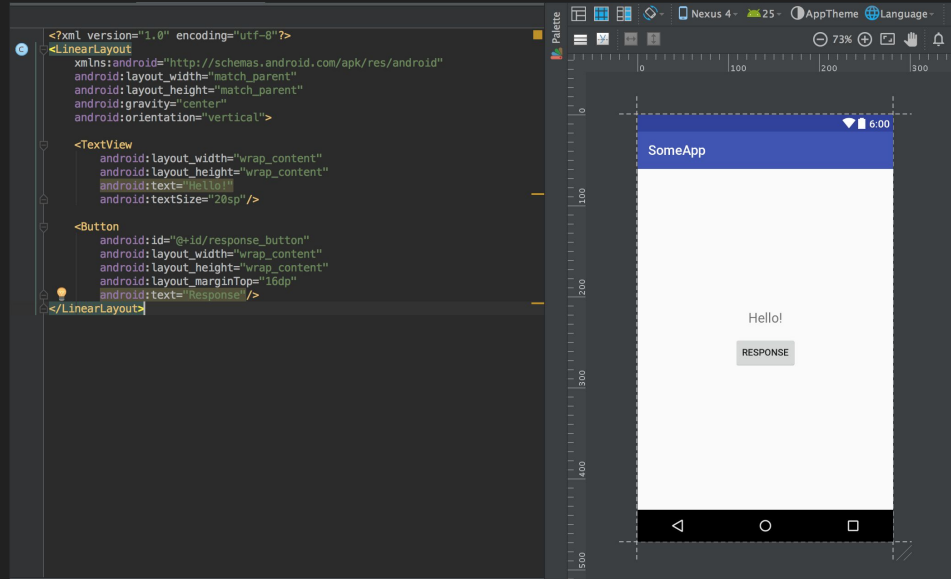 <?xml version="1.0" encoding="utf-8"?>
<LinearLayout
xmlns:android="http://schemas.android.com/apk/res/android"
android:layout_width="match_parent"
android:layout_height="match_parent"
android:gravity="center"
android:orientation="vertical">
<TextView
android:layout_width="wrap_content"
android:layout_height="wrap_content"
android:text="Hello!"
android:textSize="20sp"/>
<Button
android:id="@+id/response_button"
android:layout_width="wrap_content"
android:layout_height="wrap_content"
android:layout_marginTop="16dp"
android:text="Response"/>
</LinearLayout>
C
Palette
Nexus 4 25 AppTheme Language
73%
0 100 200 300
0
100
200
300
400
500
6:00
SomeApp
Hello!
RESPONSE